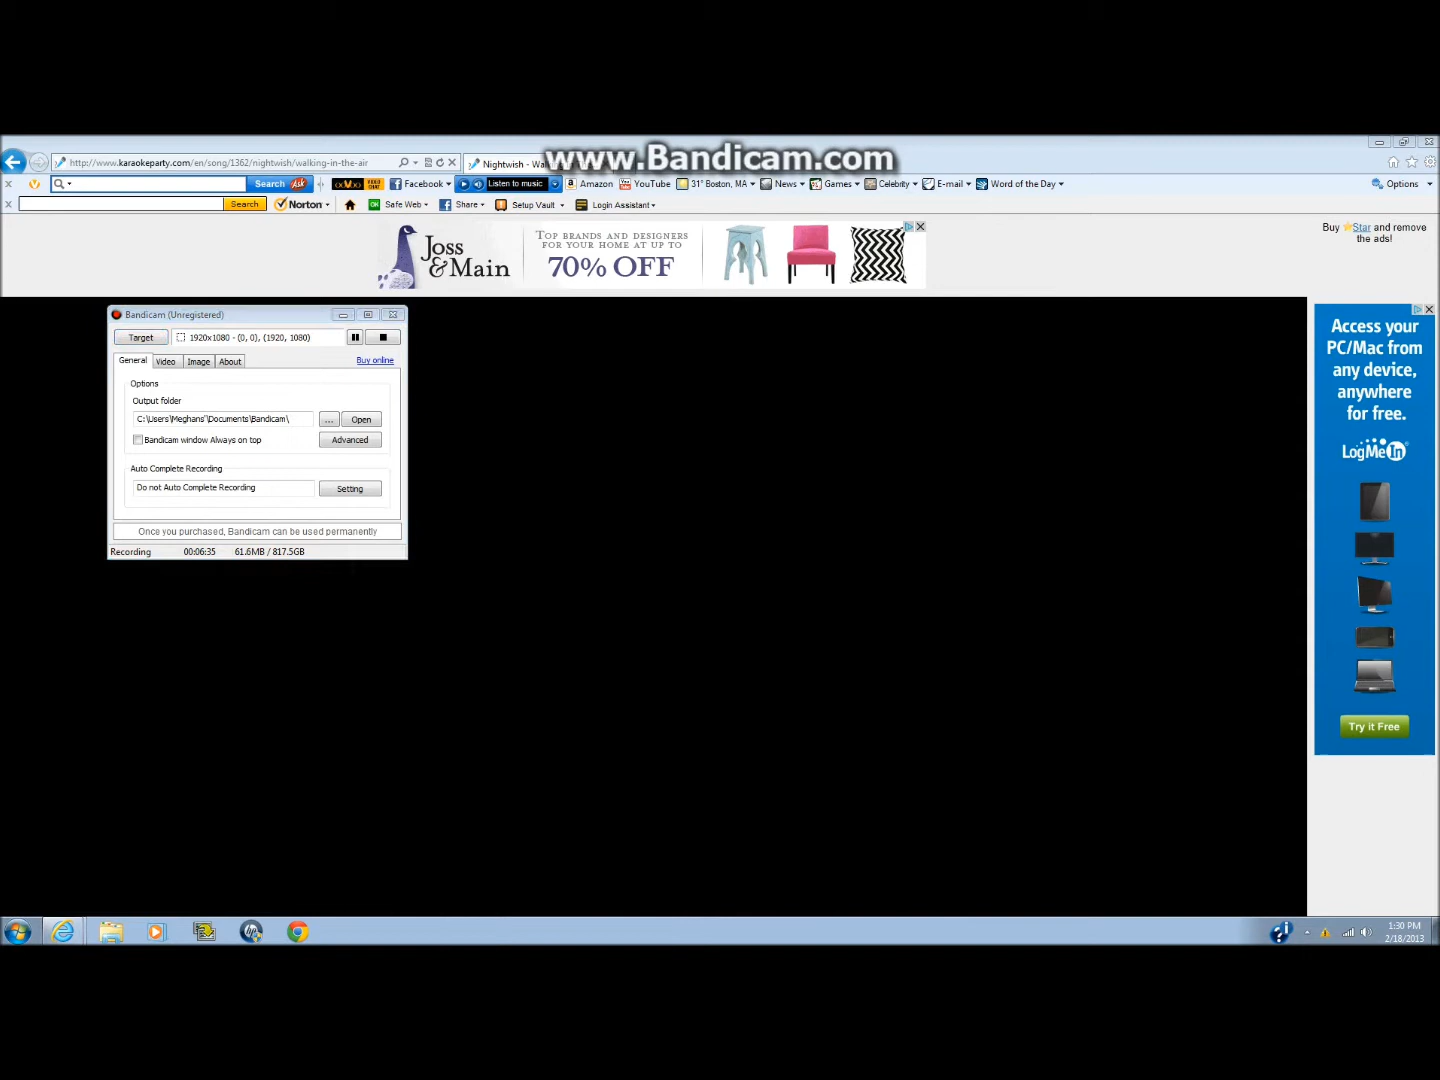 www.Bandicam.com
http://www.karaokeparty.com/en/song/1362/nightwish/walking-in-the-air
Nightwish - Wa
Search Ask
Facebook
Listen to music
Amazon
YouTube
31° Boston, MA
News
Games
Celebrity
E-mail
Word of the Day
Options
Search
Norton
Safe Web
Share
Setup Vault
Login Assistant
Joss & Main
TOP BRANDS AND DESIGNERS
FOR YOUR HOME AT UP TO
70% OFF
Buy Star and remove
the ads!
Bandicam (Unregistered)
Target
1920x1080 - (0, 0), (1920, 1080)
General
Video
Image
About
Buy online
Options
Output folder
C:\Users\Meghans'\Documents\Bandicam\
...
Open
Bandicam window Always on top
Advanced
Auto Complete Recording
Do not Auto Complete Recording
Setting
Once you purchased, Bandicam can be used permanently
Recording
00:06:35
61.6MB / 817.5GB
Access your
PC/Mac from
any device,
anywhere
for free.
LogMeIn
Try it Free
1:30 PM
2/18/2013